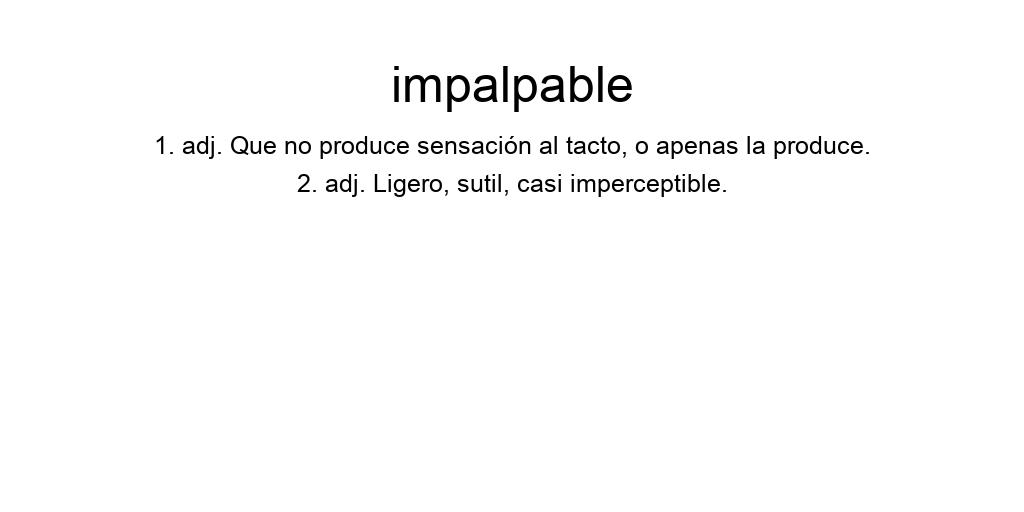 impalpable
1. adj. Que no produce sensación al tacto, o apenas la produce.
2. adj. Ligero, sutil, casi imperceptible.